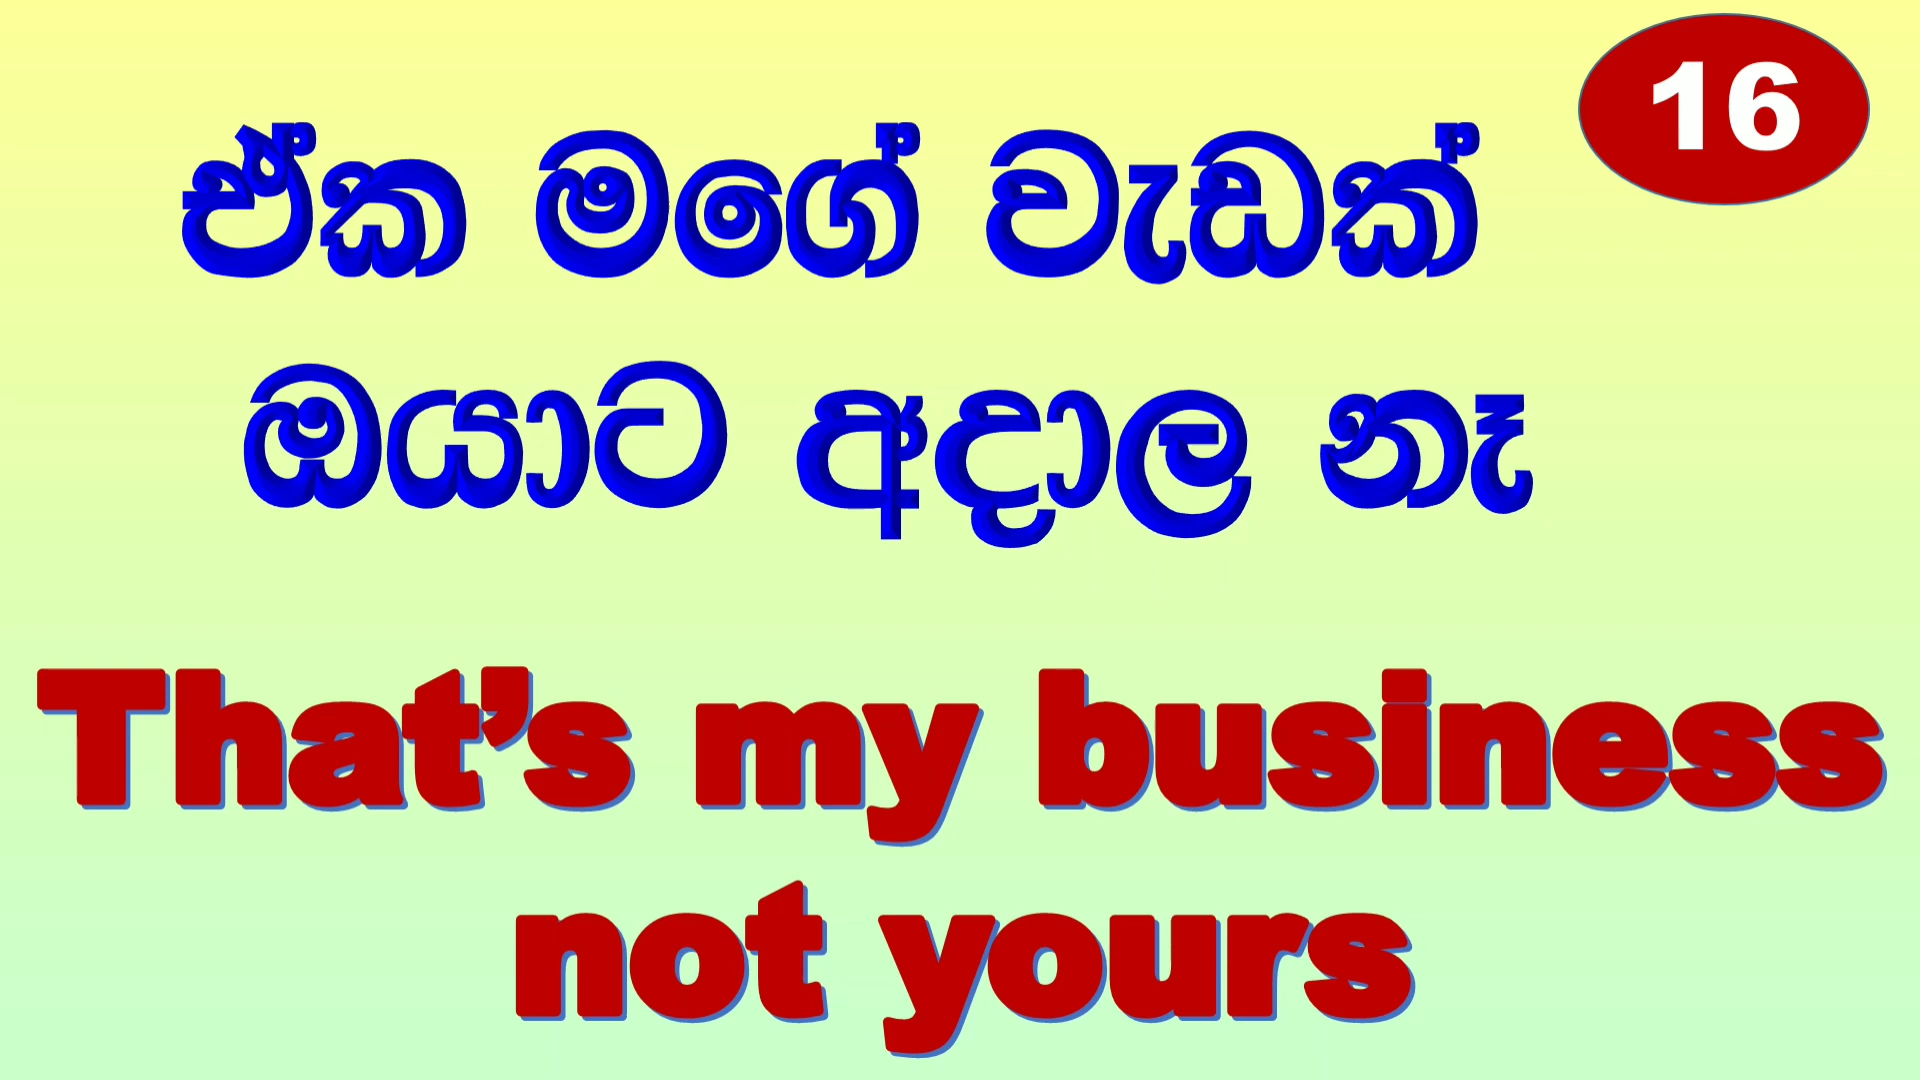 16
ඒක මගේ වැඩක්
ඔයාට අදාල නෑ
That’s my business
not yours